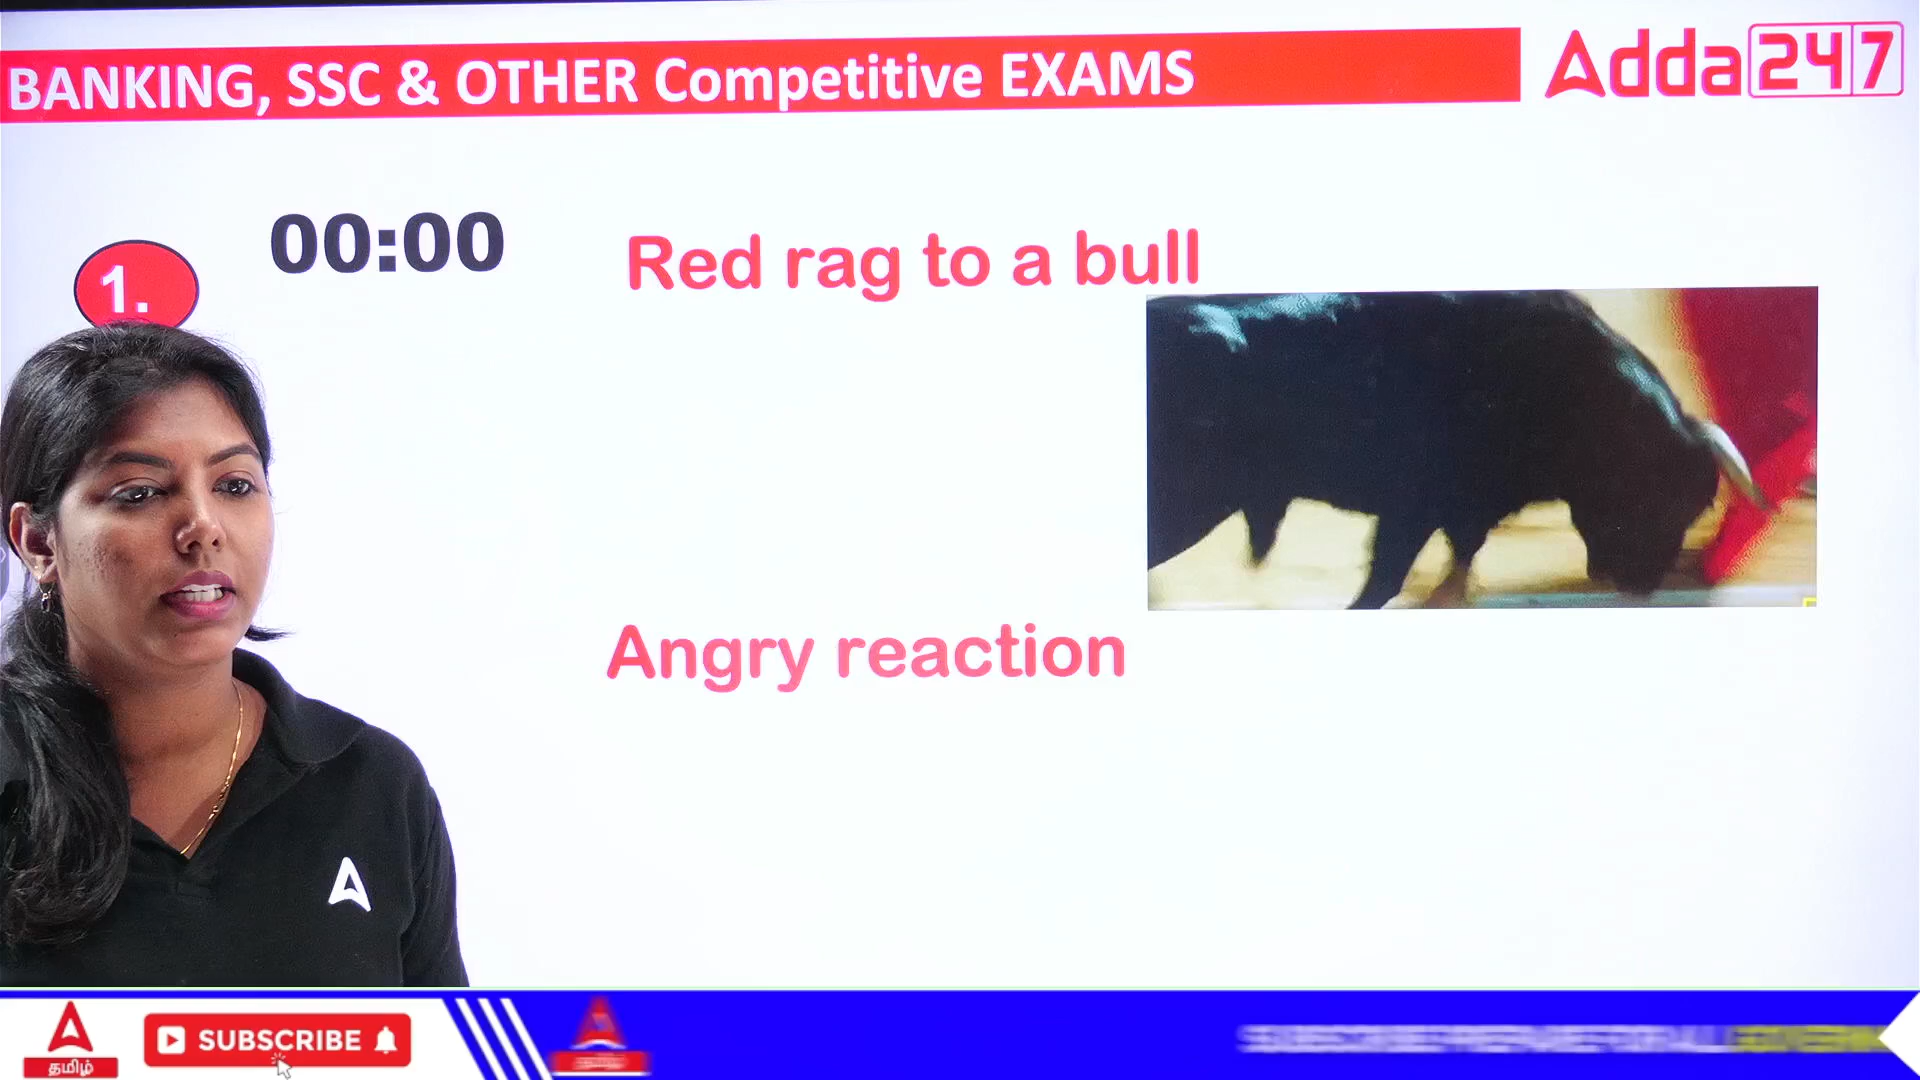 BANKING, SSC & OTHER Competitive EXAMS
Adda247
1.
00:00
Red rag to a bull
Angry reaction
தமிழ்
SUBSCRIBE